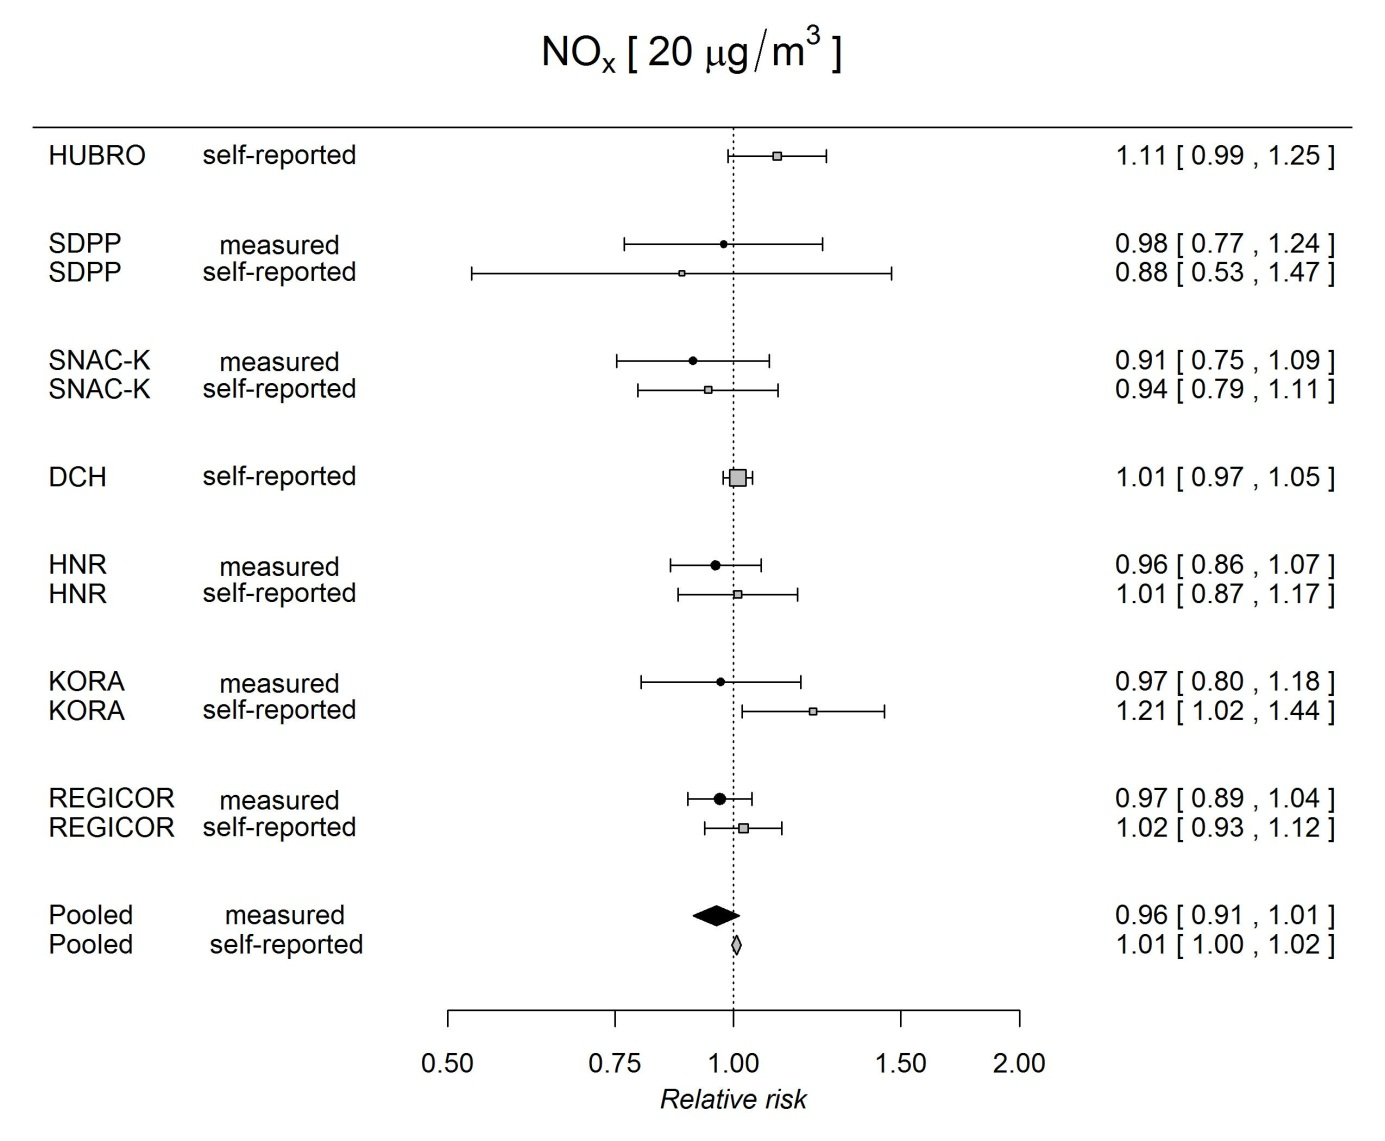 NOx [ 20 μg/m3 ]
HUBRO self-reported 1.11 [ 0.99 , 1.25 ]
SDPP measured 0.98 [ 0.77 , 1.24 ]
SDPP self-reported 0.88 [ 0.53 , 1.47 ]
SNAC-K measured 0.91 [ 0.75 , 1.09 ]
SNAC-K self-reported 0.94 [ 0.79 , 1.11 ]
DCH self-reported 1.01 [ 0.97 , 1.05 ]
HNR measured 0.96 [ 0.86 , 1.07 ]
HNR self-reported 1.01 [ 0.87 , 1.17 ]
KORA measured 0.97 [ 0.80 , 1.18 ]
KORA self-reported 1.21 [ 1.02 , 1.44 ]
REGICOR measured 0.97 [ 0.89 , 1.04 ]
REGICOR self-reported 1.02 [ 0.93 , 1.12 ]
Pooled measured 0.96 [ 0.91 , 1.01 ]
Pooled self-reported 1.01 [ 1.00 , 1.02 ]
0.50 0.75 1.00 1.50 2.00
Relative risk